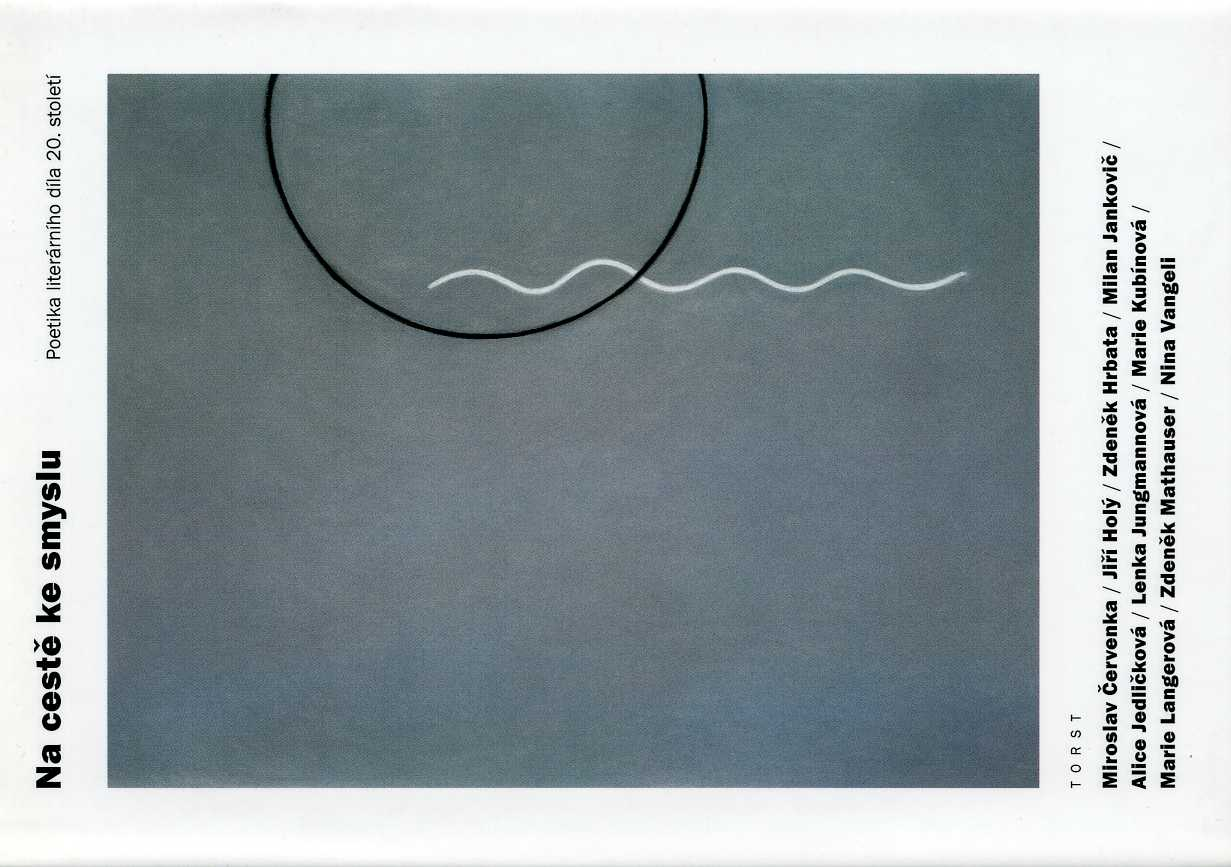 Na cestě ke smyslu
Poetika literárního díla 20. století
TORST
Miroslav Červenka / Jiří Holý / Zdeněk Hrbata / Milan Jankovič /
Alice Jedličková / Lenka Jungmannová / Marie Kubínová /
Marie Langerová / Zdeněk Mathauser / Nina Vangeli